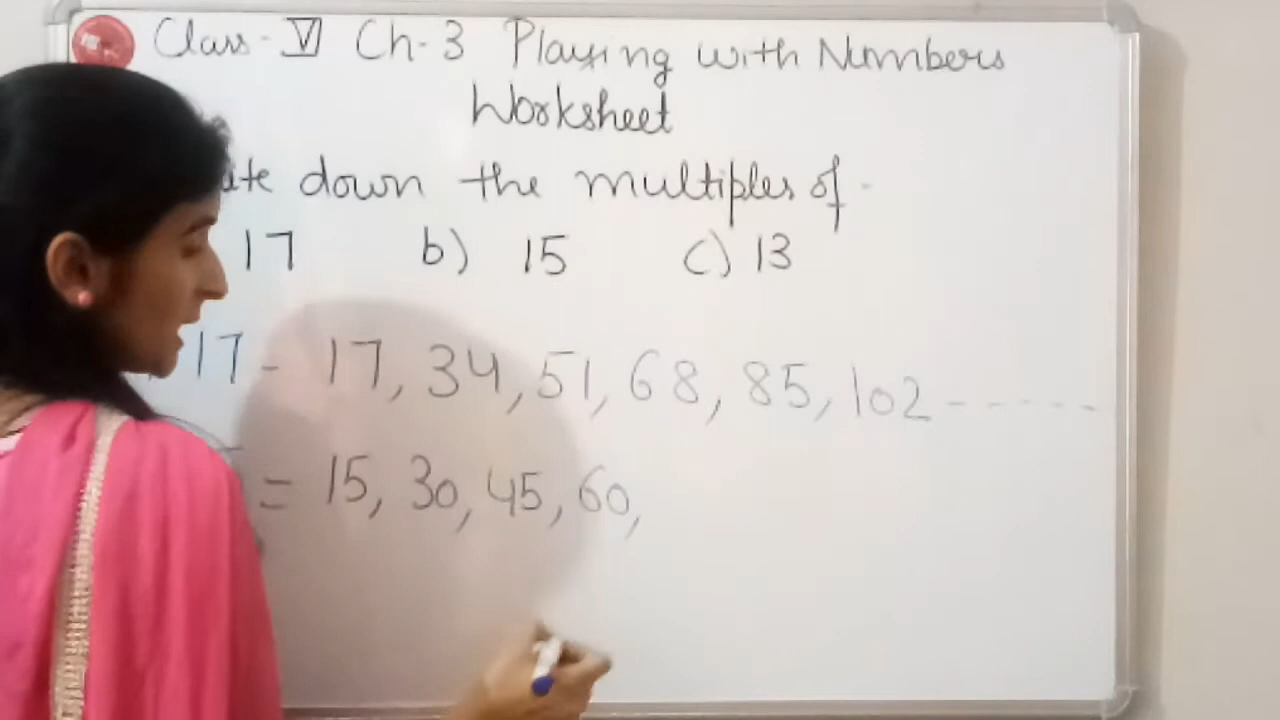 Class - VI Ch-3 Playing with Numbers
Worksheet
down the multiples of -
17 b) 15 c) 13
17 - 17, 34, 51, 68, 85, 102 ------
= 15, 30, 45, 60,